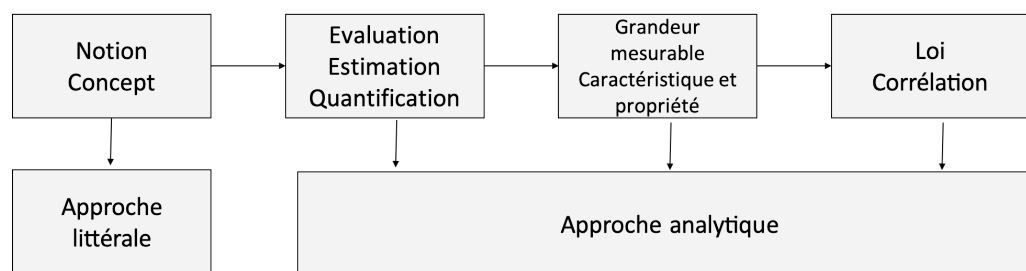 Notion
Concept
Evaluation
Estimation
Quantification
Grandeur
mesurable
Caractéristique et
propriété
Loi
Corrélation
Approche
littérale
Approche analytique